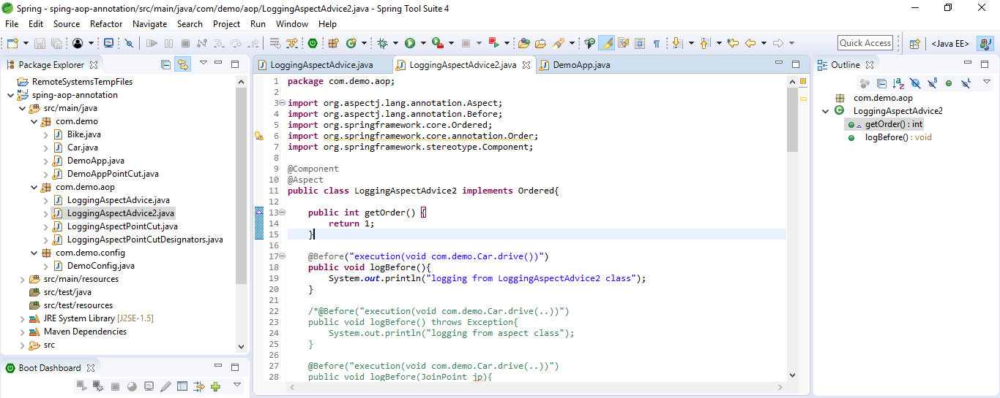 Spring - sping-aop-annotation/src/main/java/com/demo/aop/LoggingAspectAdvice2.java - Spring Tool Suite 4
File Edit Source Refactor Navigate Search Project Run Window Help
Quick Access
<Java EE>
Package Explorer
RemoteSystemsTempFiles
sping-aop-annotation
src/main/java
com.demo
Bike.java
Car.java
DemoApp.java
DemoAppPointCut.java
com.demo.aop
LoggingAspectAdvice.java
LoggingAspectAdvice2.java
LoggingAspectPointCut.java
LoggingAspectPointCutDesignators.java
com.demo.config
DemoConfig.java
src/main/resources
src/test/java
src/test/resources
JRE System Library [J2SE-1.5]
Maven Dependencies
src
Boot Dashboard
LoggingAspectAdvice.java
LoggingAspectAdvice2.java
DemoApp.java
1 package com.demo.aop;
2
3 import org.aspectj.lang.annotation.Aspect;
4 import org.aspectj.lang.annotation.Before;
5 import org.springframework.core.Ordered;
6 import org.springframework.core.annotation.Order;
7 import org.springframework.stereotype.Component;
8
9 @Component
10 @Aspect
11 public class LoggingAspectAdvice2 implements Ordered{
12
13 public int getOrder() {
14 return 1;
15 }
16
17 @Before("execution(void com.demo.Car.drive())")
18 public void logBefore(){
19 System.out.println("logging from LoggingAspectAdvice2 class");
20 }
21
22 /*@Before("execution(void com.demo.Car.drive(..))")
23 public void logBefore() throws Exception{
24 System.out.println("logging from aspect class");
25 }
26
27 @Before("execution(void com.demo.Car.drive(..))")
28 public void logBefore(JoinPoint jp){
Outline
com.demo.aop
LoggingAspectAdvice2
getOrder() : int
logBefore() : void